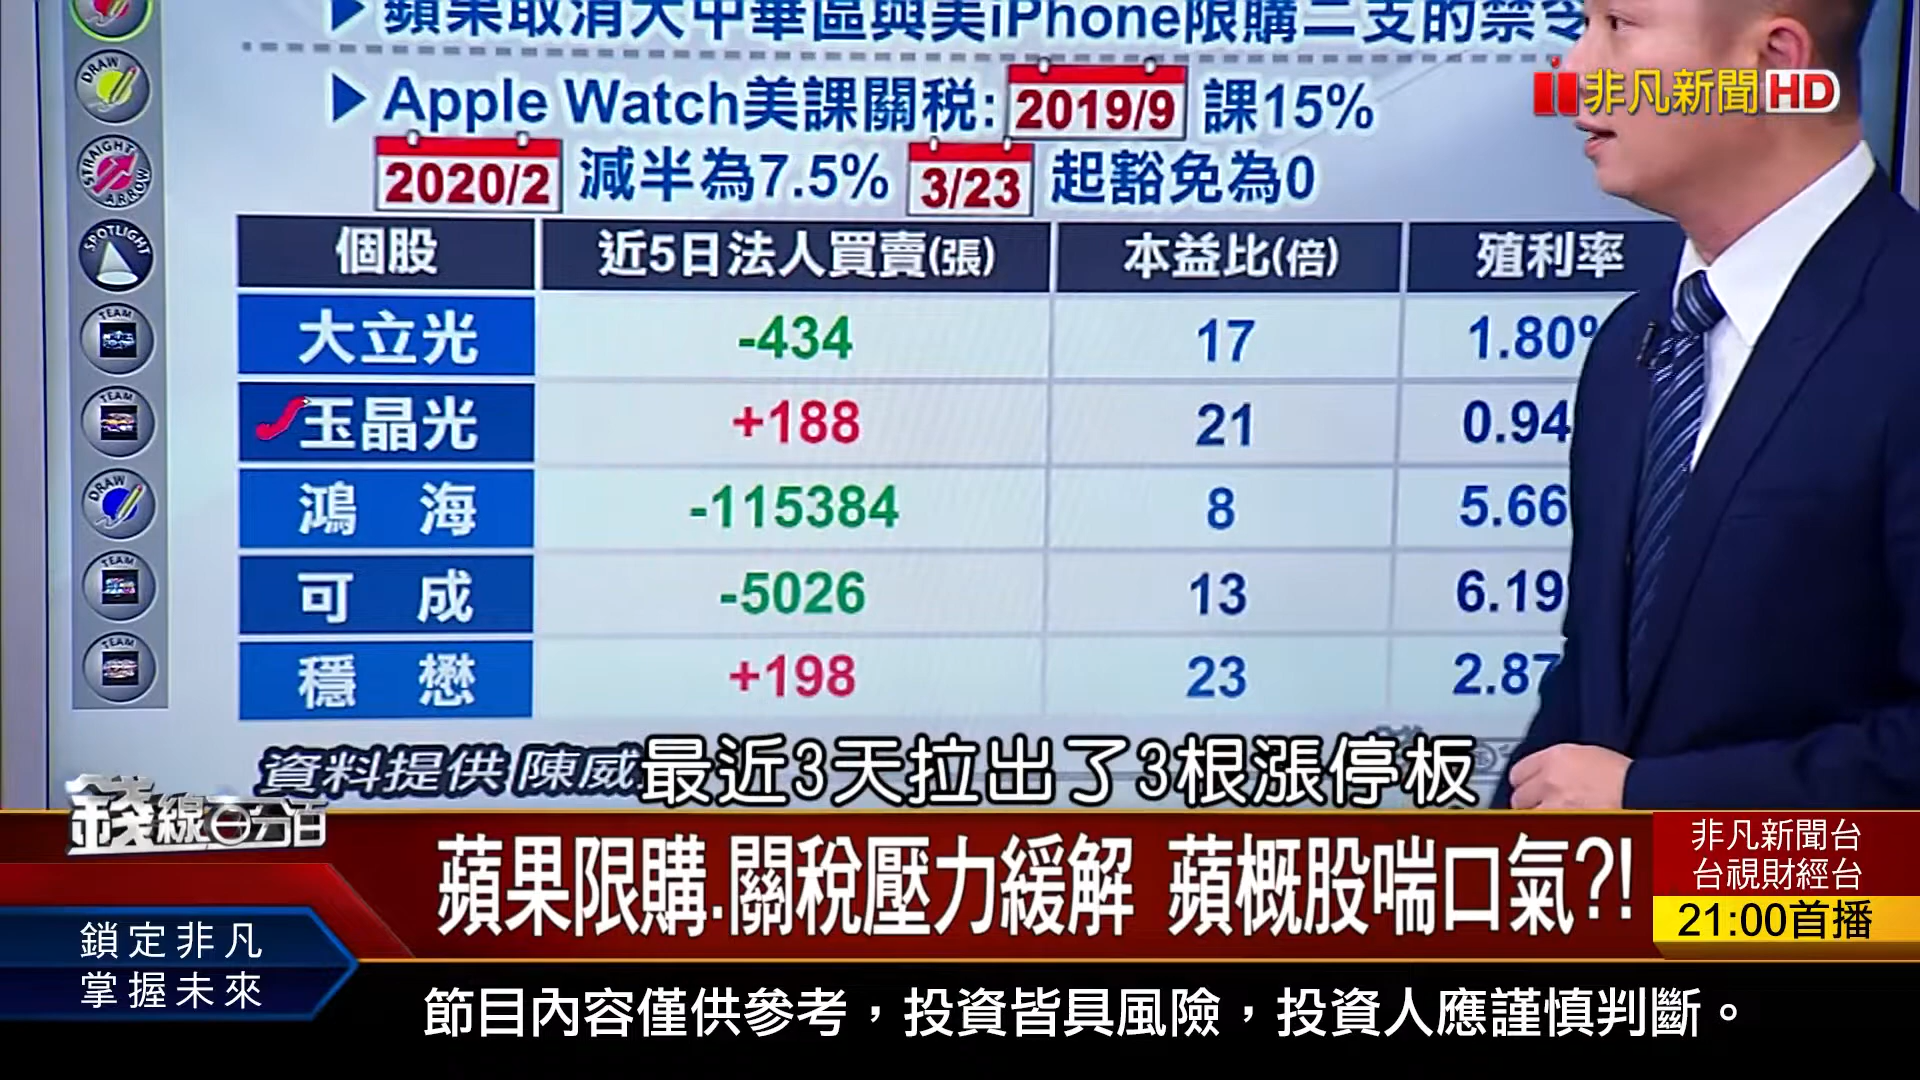 ▶蘋果取消大中華區與美iPhone限購二支的禁令
▶Apple Watch美課關稅: 2019/9 課15%
2020/2 減半為7.5% 3/23 起豁免為0
非凡新聞HD
個股 近5日法人買賣(張) 本益比(倍) 殖利率
大立光 -434 17 1.80%
玉晶光 +188 21 0.94
鴻海 -115384 8 5.66
可成 -5026 13 6.19
穩懋 +198 23 2.87
DRAW
STRAIGHT ARROW
SPOTLIGHT
TEAM
TEAM
DRAW
TEAM
TEAM
資料提供 陳威
最近3天拉出了3根漲停板
錢線百分百
蘋果限購.關稅壓力緩解 蘋概股喘口氣?!
非凡新聞台
台視財經台
21:00首播
鎖定非凡
掌握未來
節目內容僅供參考，投資皆具風險，投資人應謹慎判斷。